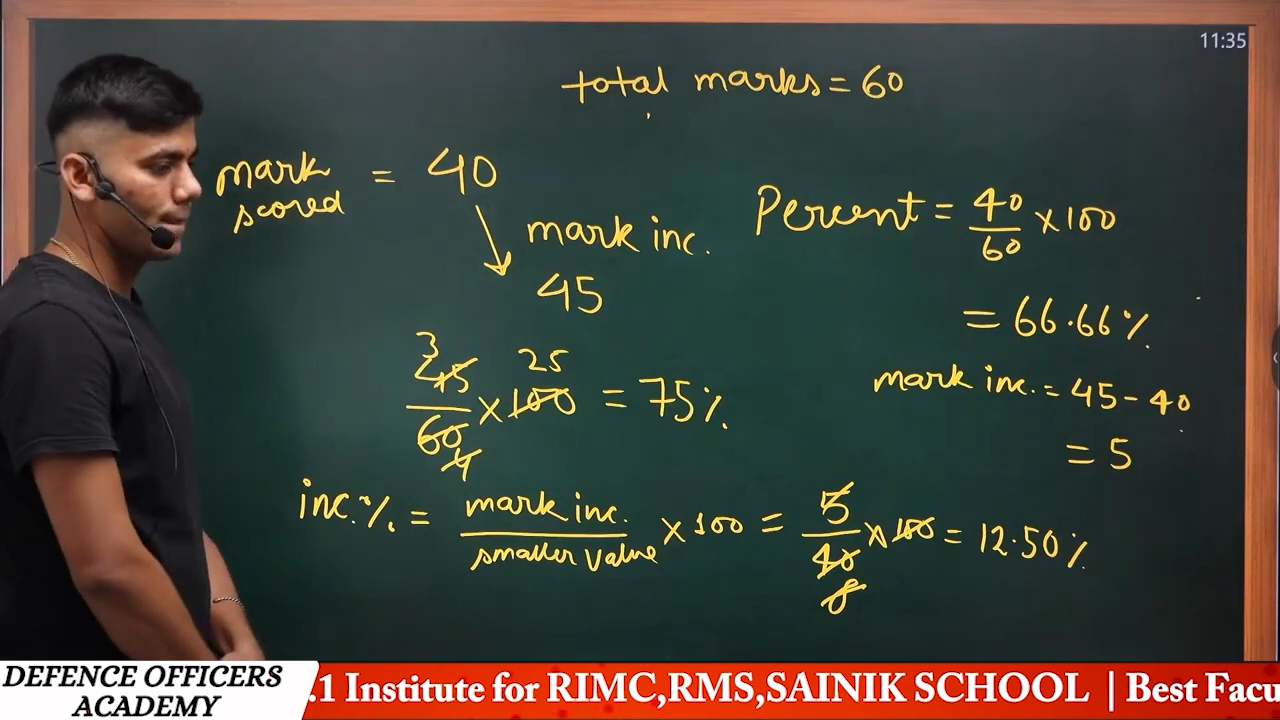 11:35
total marks = 60
mark scored = 40
mark inc.
45
Percent = 40/60 × 100
= 66.66%
3 25
45/60 × 100 = 75%
4
mark inc. = 45 - 40
= 5
inc.% = mark inc./smaller value × 100 = 5/40 × 100 = 12.50%
8
DEFENCE OFFICERS ACADEMY
.1 Institute for RIMC,RMS,SAINIK SCHOOL | Best Facu